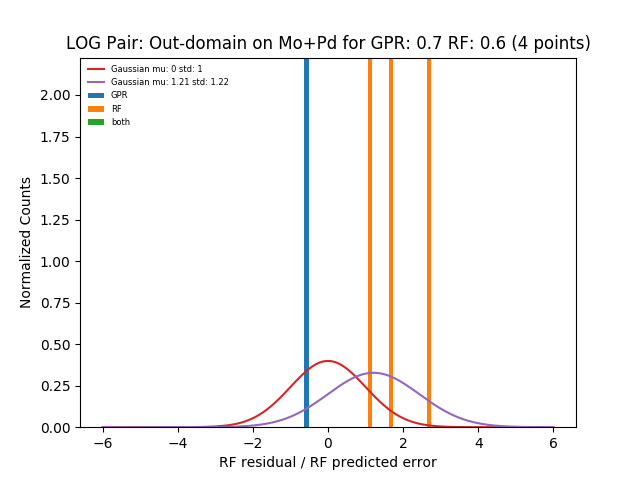 LOG Pair: Out-domain on Mo+Pd for GPR: 0.7 RF: 0.6 (4 points)
Gaussian mu: 0 std: 1
Gaussian mu: 1.21 std: 1.22
GPR
RF
both
Normalized Counts
2.00
1.75
1.50
1.25
1.00
0.75
0.50
0.25
0.00
−6 −4 −2 0 2 4 6
RF residual / RF predicted error